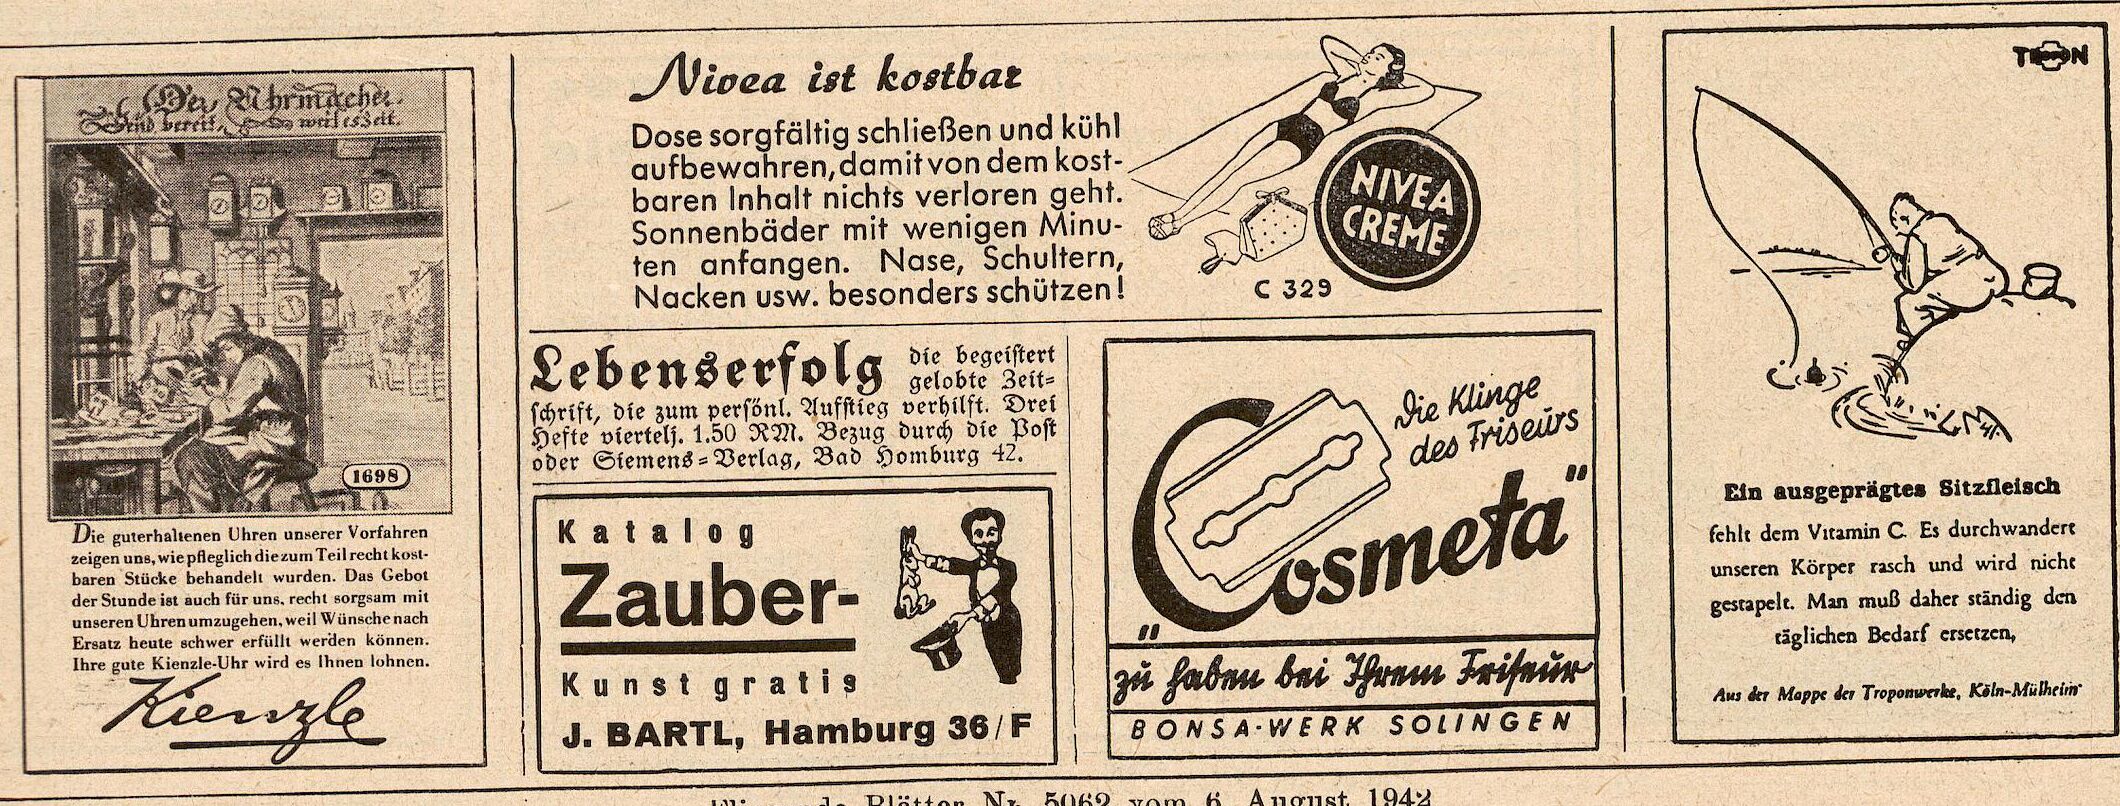 Der Uhrmacher.
Seid bereit, weil es Zeit.
1698
Die guterhaltenen Uhren unserer Vorfahren
zeigen uns, wie pfleglich die zum Teil recht kost-
baren Stücke behandelt wurden. Das Gebot
der Stunde ist auch für uns, recht sorgsam mit
unseren Uhren umzugehen, weil Wünsche nach
Ersatz heute schwer erfüllt werden können.
Ihre gute Kienzle-Uhr wird es Ihnen lohnen.
Kienzle
Nivea ist kostbar
Dose sorgfältig schließen und kühl
aufbewahren, damit von dem kost-
baren Inhalt nichts verloren geht.
Sonnenbäder mit wenigen Minu-
ten anfangen. Nase, Schultern,
Nacken usw. besonders schützen!
NIVEA
CREME
C 329
Lebenserfolg die begeistert
gelobte Zeit-
schrift, die zum persönl. Aufstieg verhilft. Drei
Hefte viertelj. 1.50 RM. Bezug durch die Post
oder Siemens-Verlag, Bad Homburg 42.
Katalog
Zauber-
Kunst gratis
J. BARTL, Hamburg 36/F
Die Klinge
des Friseurs
"Cosmeta"
zu haben bei Ihrem Friseur
BONSA-WERK SOLINGEN
TROPON
Ein ausgeprägtes Sitzfleisch
fehlt dem Vitamin C. Es durchwandert
unseren Körper rasch und wird nicht
gestapelt. Man muß daher ständig den
täglichen Bedarf ersetzen,
Aus der Mappe der Troponwerke, Köln-Mülheim
Blätter Nr. 5062 vom 6. August 1942